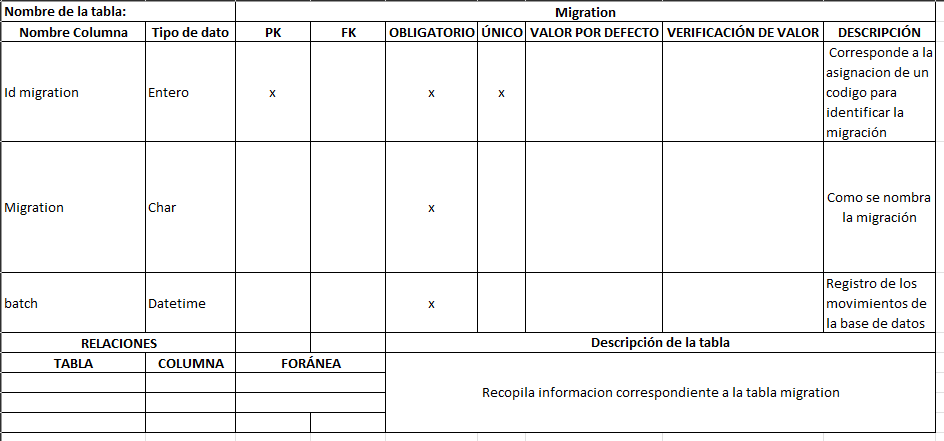 Nombre de la tabla: Migration
Nombre Columna Tipo de dato PK FK OBLIGATORIO ÚNICO VALOR POR DEFECTO VERIFICACIÓN DE VALOR DESCRIPCIÓN
Id migration Entero x x x
Corresponde a la
asignacion de un
codigo para
identificar la
migración
Migration Char x
Como se nombra
la migración
batch Datetime x
Registro de los
movimientos de
la base de datos
RELACIONES Descripción de la tabla
TABLA COLUMNA FORÁNEA
Recopila informacion correspondiente a la tabla migration